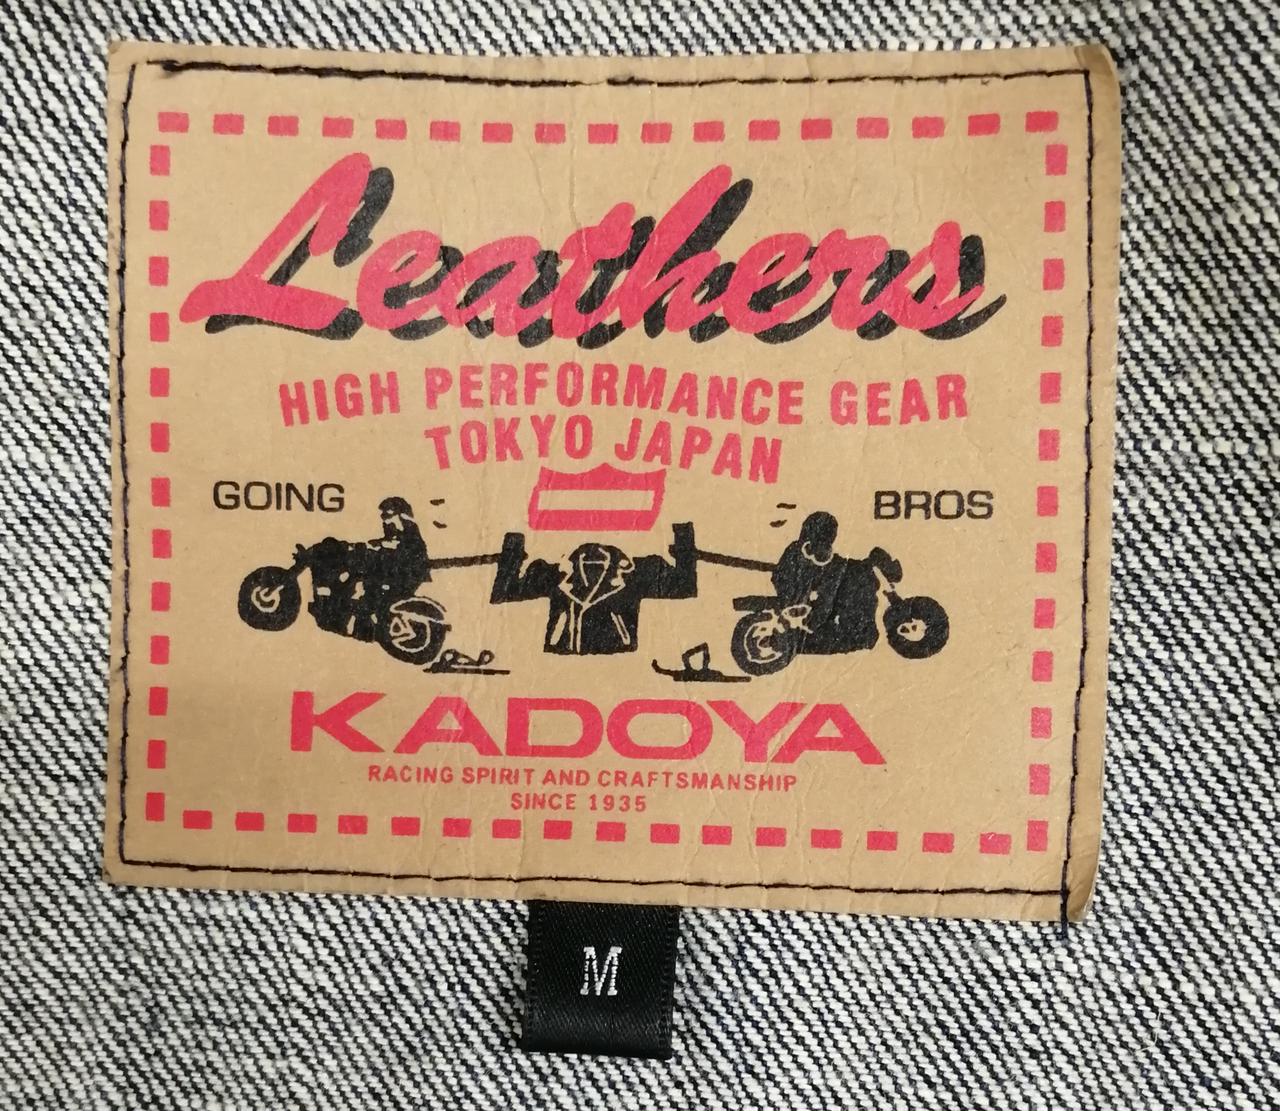 Leathers
HIGH PERFORMANCE GEAR
TOKYO JAPAN
GOING BROS
KADOYA
RACING SPIRIT AND CRAFTSMANSHIP
SINCE 1935
M